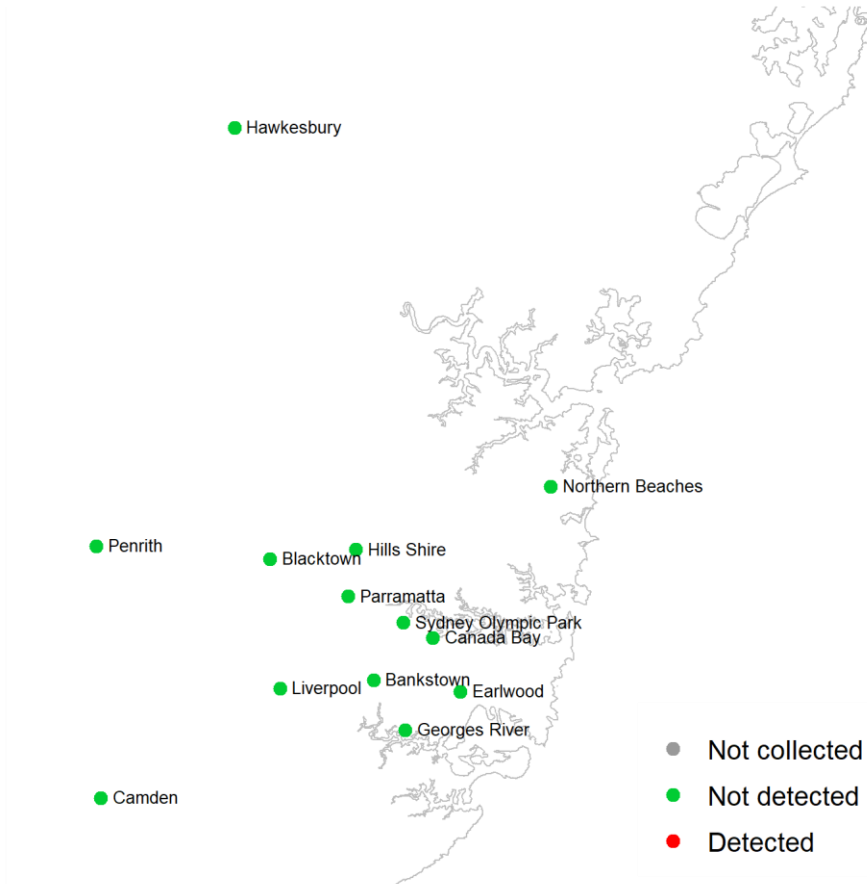 Hawkesbury
Northern Beaches
Penrith
Hills Shire
Blacktown
Parramatta
Sydney Olympic Park
Canada Bay
Bankstown
Liverpool
Earlwood
Georges River
Not collected
Camden
Not detected
Detected